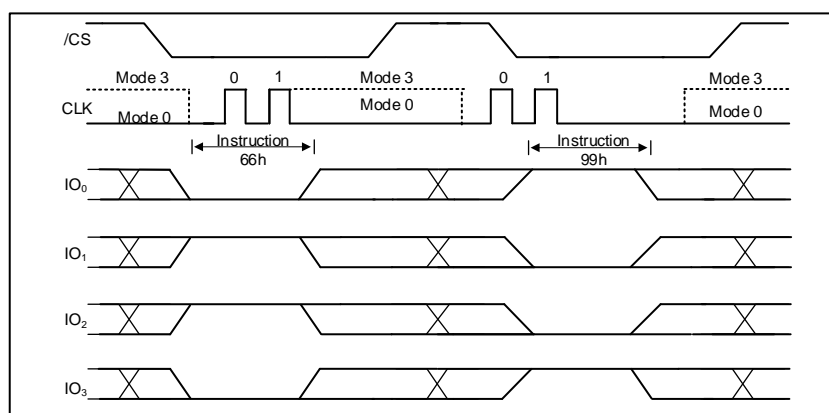 /CS
Mode 3 0 1 Mode 3 0 1 Mode 3
CLK Mode 0 Mode 0 Mode 0
Instruction Instruction
66h 99h
IO₀
IO₁
IO₂
IO₃